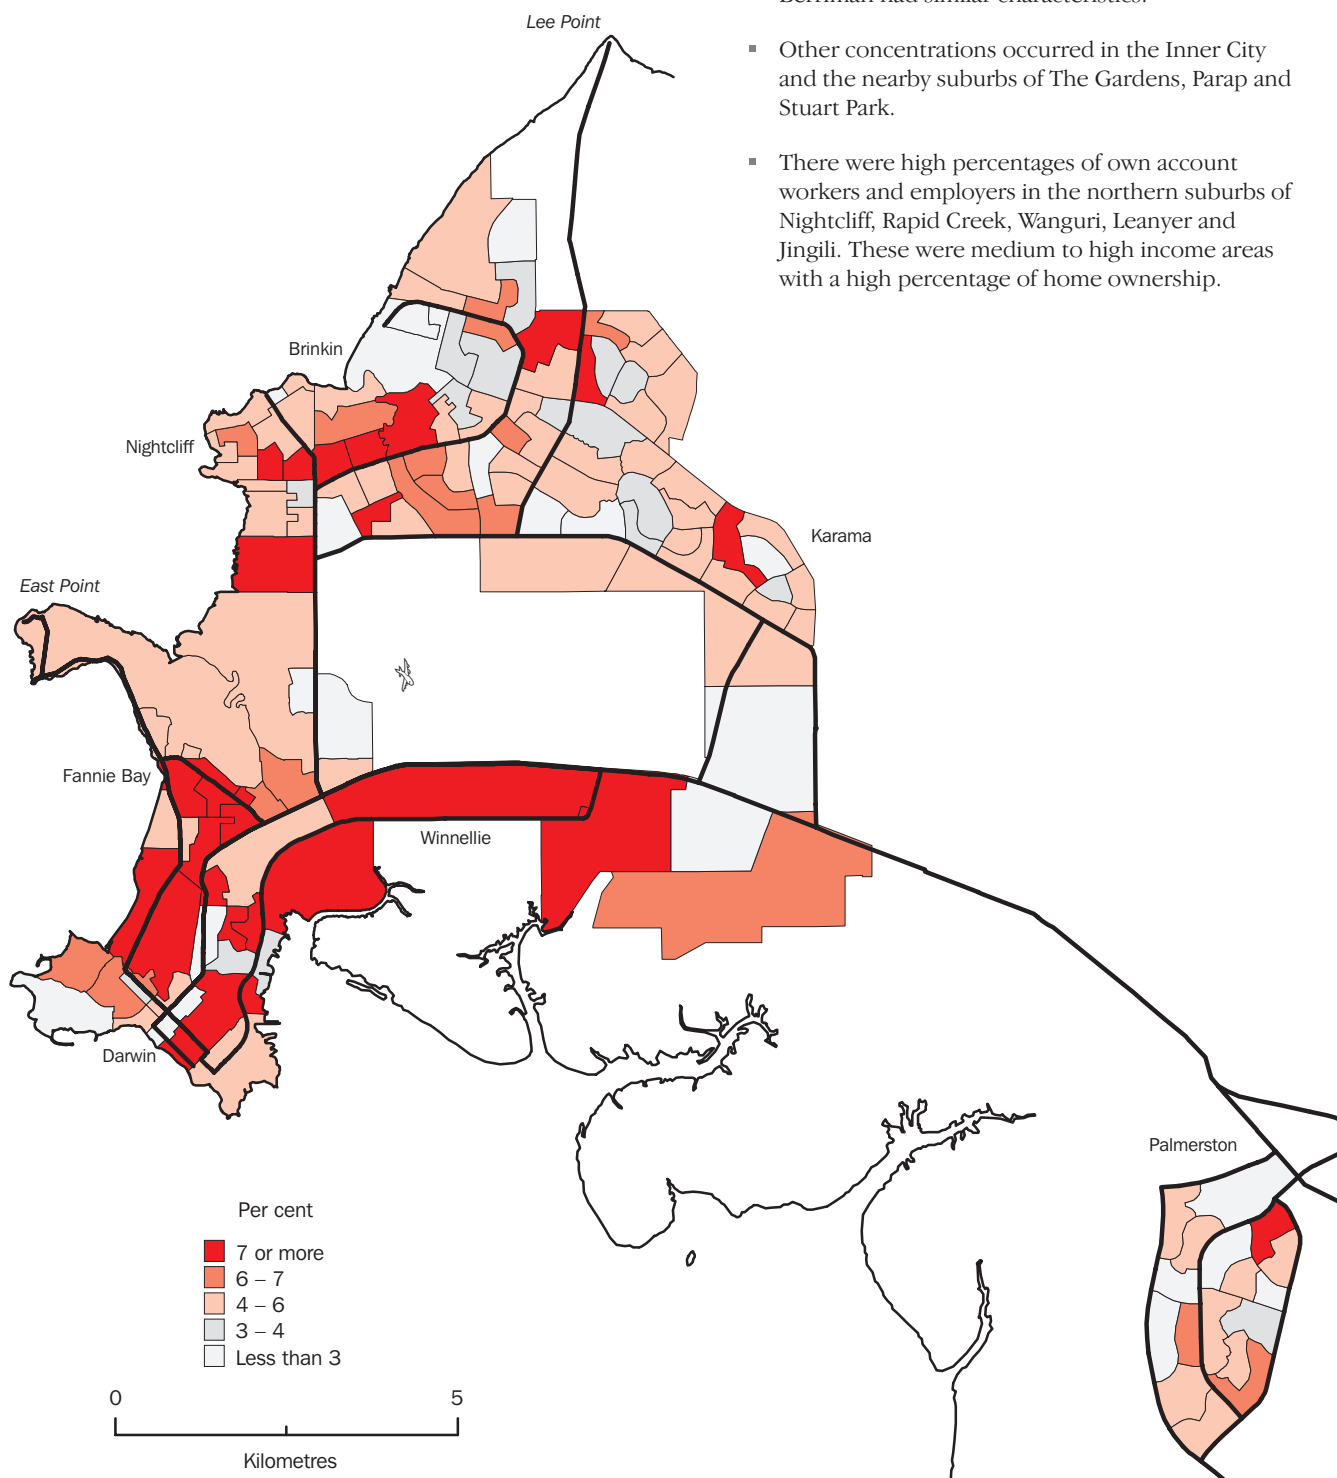 Other concentrations occurred in the Inner City
and the nearby suburbs of The Gardens, Parap and
Stuart Park.
There were high percentages of own account
workers and employers in the northern suburbs of
Nightcliff, Rapid Creek, Wanguri, Leanyer and
Jingili. These were medium to high income areas
with a high percentage of home ownership.
Lee Point
Brinkin
Nightcliff
Karama
East Point
Fannie Bay
Winnellie
Darwin
Palmerston
Per cent
7 or more
6 – 7
4 – 6
3 – 4
Less than 3
0 5
Kilometres